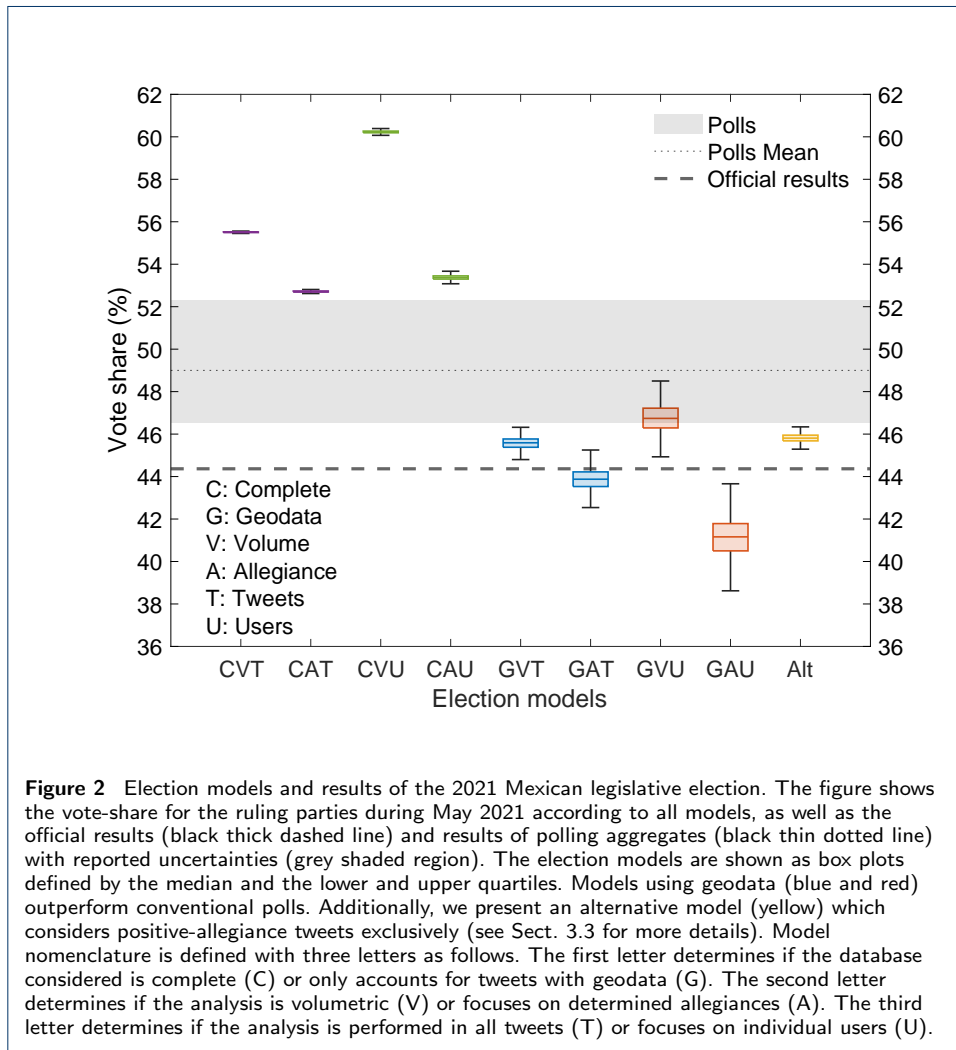 62
60
58
56
54
52
50
48
46
44
42
40
38
36
Vote share (%)
Polls
Polls Mean
Official results
C: Complete
G: Geodata
V: Volume
A: Allegiance
T: Tweets
U: Users
62
60
58
56
54
52
50
48
46
44
42
40
38
36
CVT CAT CVU CAU GVT GAT GVU GAU Alt
Election models
Figure 2 Election models and results of the 2021 Mexican legislative election. The figure shows
the vote-share for the ruling parties during May 2021 according to all models, as well as the
official results (black thick dashed line) and results of polling aggregates (black thin dotted line)
with reported uncertainties (grey shaded region). The election models are shown as box plots
defined by the median and the lower and upper quartiles. Models using geodata (blue and red)
outperform conventional polls. Additionally, we present an alternative model (yellow) which
considers positive-allegiance tweets exclusively (see Sect. 3.3 for more details). Model
nomenclature is defined with three letters as follows. The first letter determines if the database
considered is complete (C) or only accounts for tweets with geodata (G). The second letter
determines if the analysis is volumetric (V) or focuses on determined allegiances (A). The third
letter determines if the analysis is performed in all tweets (T) or focuses on individual users (U).